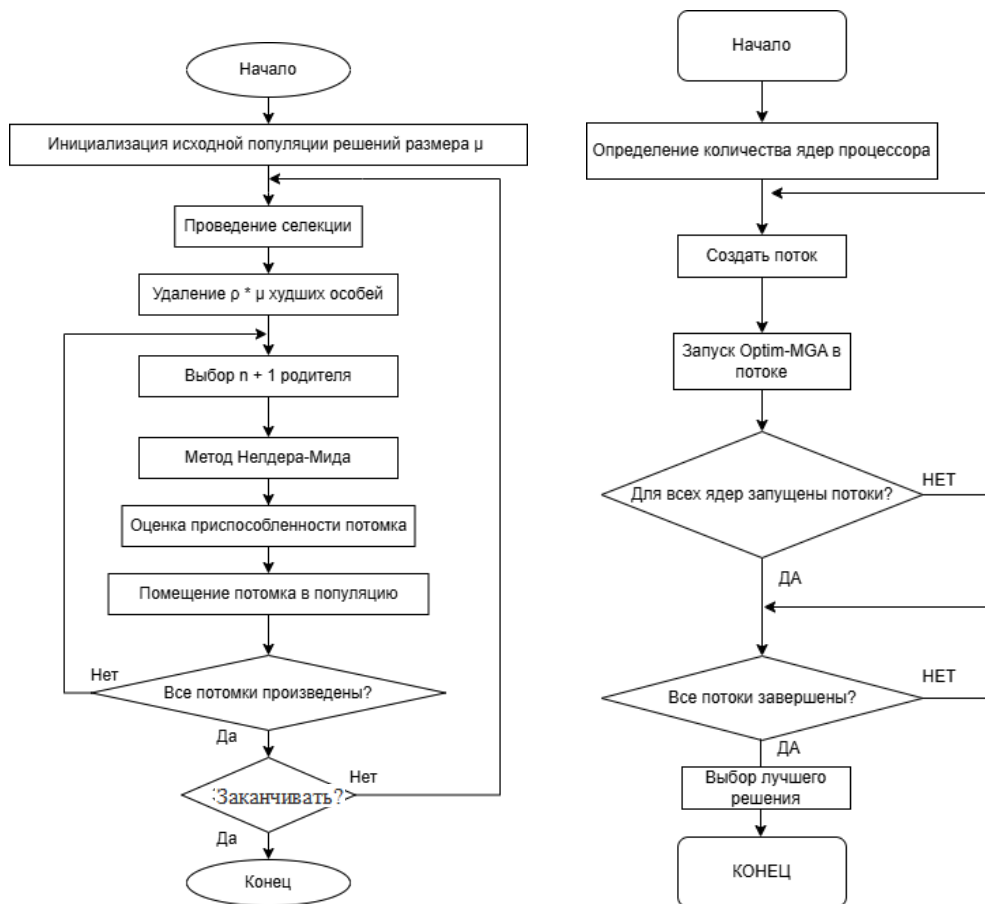 Начало
Инициализация исходной популяции решений размера μ
Проведение селекции
Удаление ρ * μ худших особей
Выбор n + 1 родителя
Метод Нелдера-Мида
Оценка приспособленности потомка
Помещение потомка в популяцию
Нет
Все потомки произведены?
Да
Нет
Заканчивать?
Да
Конец
Начало
Определение количества ядер процессора
Создать поток
Запуск Optim-MGA в
потоке
НЕТ
Для всех ядер запущены потоки?
ДА
НЕТ
Все потоки завершены?
ДА
Выбор лучшего
решения
КОНЕЦ